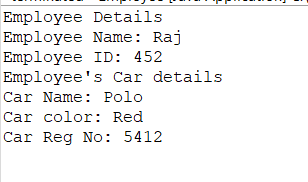 Employee Details
Employee Name: Raj
Employee ID: 452
Employee's Car details
Car Name: Polo
Car color: Red
Car Reg No: 5412